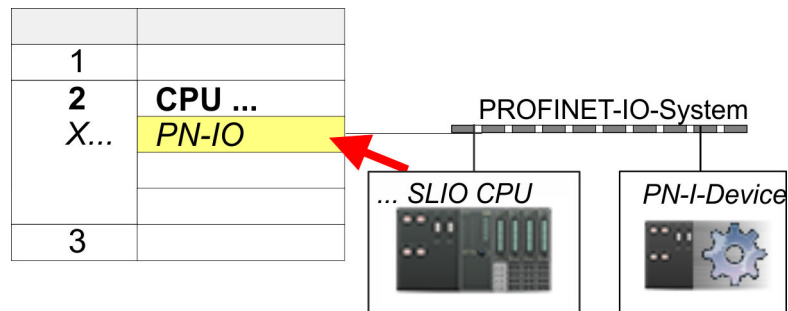 1
2 CPU ...
X... PN-IO
3
PROFINET-IO-System
... SLIO CPU
PN-I-Device